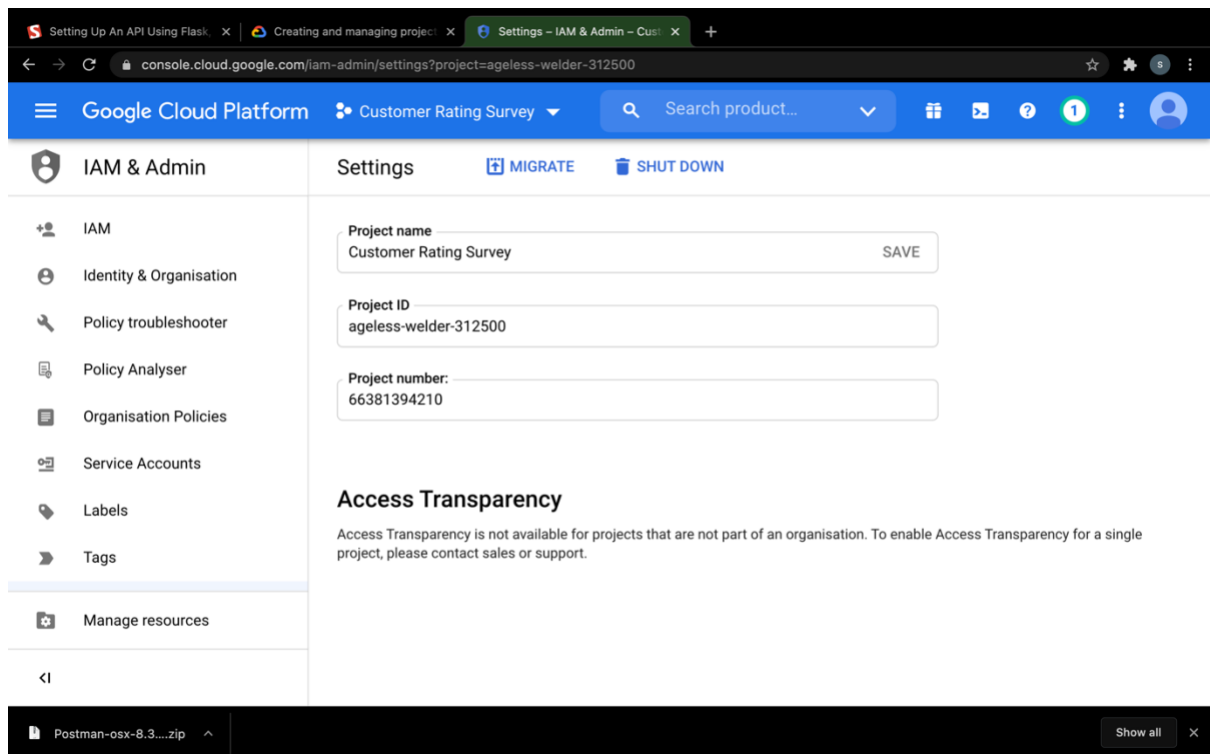 Setting Up An API Using Flask,
Creating and managing project
Settings – IAM & Admin – Cust
console.cloud.google.com/iam-admin/settings?project=ageless-welder-312500
s
Google Cloud Platform
Customer Rating Survey
Search product...
1
IAM & Admin
Settings
MIGRATE
SHUT DOWN
IAM
Identity & Organisation
Policy troubleshooter
Policy Analyser
Organisation Policies
Service Accounts
Labels
Tags
Manage resources
Project name
Customer Rating Survey
SAVE
Project ID
ageless-welder-312500
Project number:
66381394210
Access Transparency
Access Transparency is not available for projects that are not part of an organisation. To enable Access Transparency for a single
project, please contact sales or support.
Postman-osx-8.3....zip
Show all